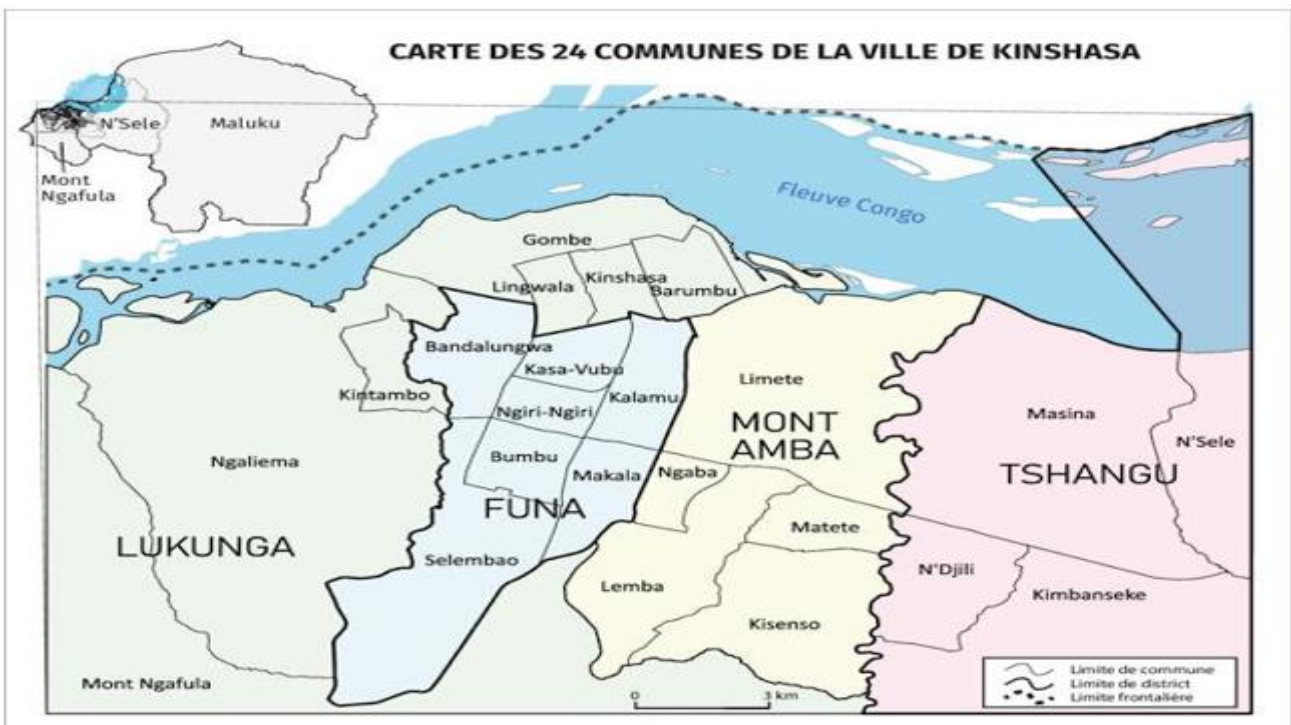 CARTE DES 24 COMMUNES DE LA VILLE DE KINSHASA
N'Sele
Maluku
Mont
Ngafula
Fleuve Congo
Gombe
Lingwala
Kinshasa
Barumbu
Bandalungwa
Kasa-Vubu
Kintambo
Ngiri-Ngiri
Kalamu
Limete
MONT
AMBA
Masina
N'Sele
TSHANGU
Ngaliema
Bumbu
Makala
Ngaba
FUNA
Matete
LUKUNGA
Selembao
Lemba
N'Djili
Kimbanseke
Kisenso
Mont Ngafula
0 3 km
Limite de commune
Limite de district
Limite frontalière